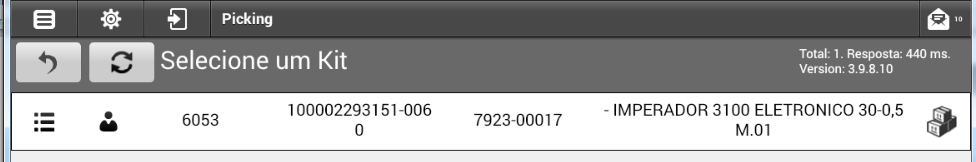 Picking
10
Selecione um Kit
Total: 1. Resposta: 440 ms.
Version: 3.9.8.10
6053
100002293151-006
0
7923-00017
- IMPERADOR 3100 ELETRONICO 30-0,5
M.01